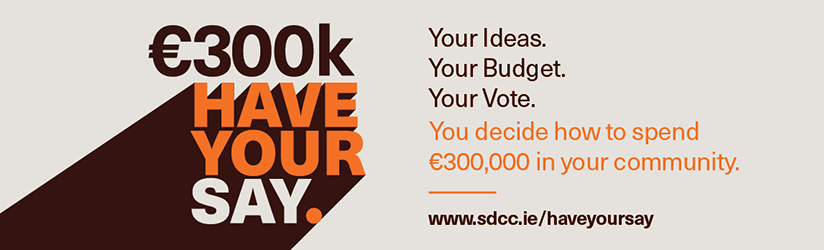 €300k
HAVE
YOUR
SAY.
Your Ideas.
Your Budget.
Your Vote.
You decide how to spend
€300,000 in your community.
www.sdcc.ie/haveyoursay